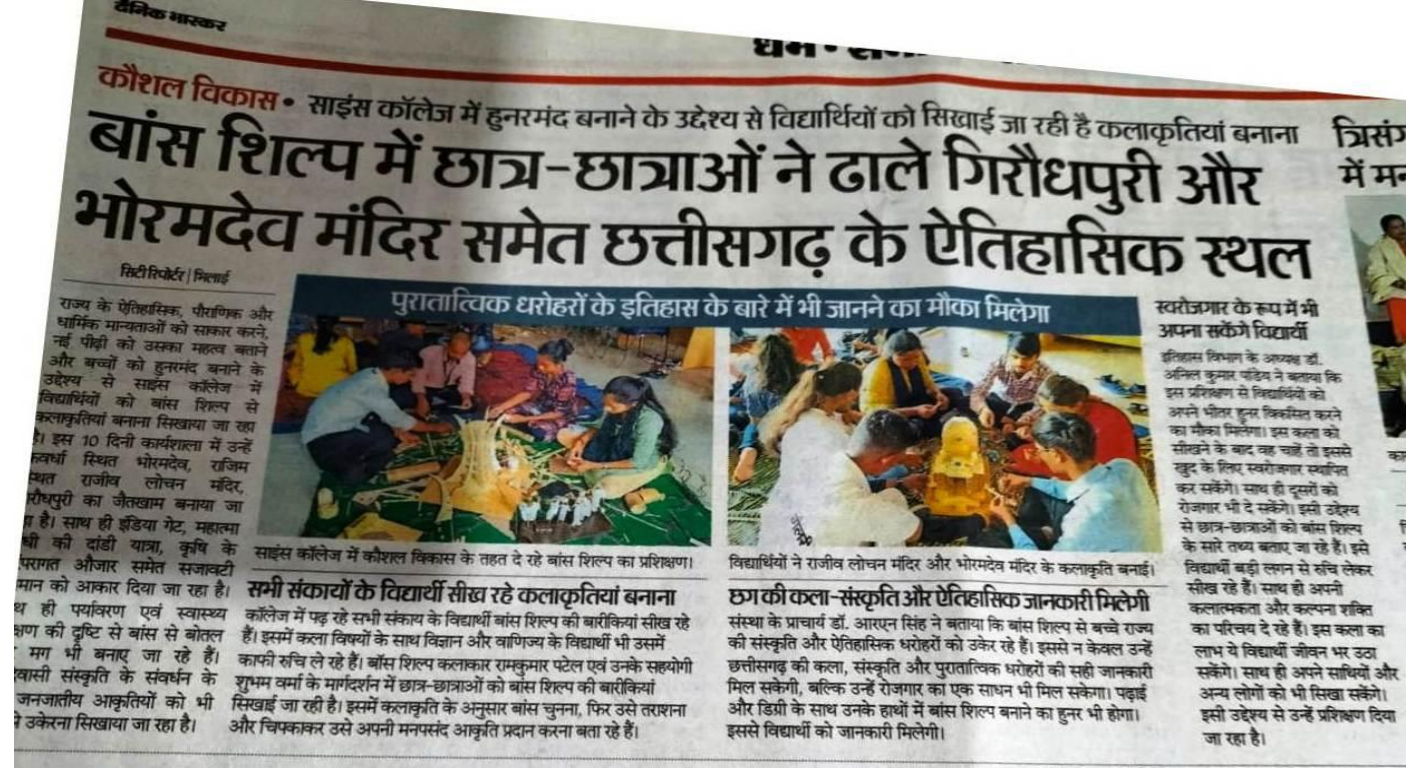 दैनिक भास्कर
कौशल विकास • साइंस कॉलेज में हुनरमंद बनाने के उद्देश्य से विद्यार्थियों को सिखाई जा रही है कलाकृतियां बनाना
बांस शिल्प में छात्र-छात्राओं ने ढाले गिरौधपुरी और
भोरमदेव मंदिर समेत छत्तीसगढ़ के ऐतिहासिक स्थल
सिटी रिपोर्टर | भिलाई
राज्य के ऐतिहासिक, पौराणिक और
धार्मिक मान्यताओं को साकार करने,
नई पीढ़ी को उसका महत्व बताने
और बच्चों को हुनरमंद बनाने के
उद्देश्य से साइंस कॉलेज में
विद्यार्थियों को बांस शिल्प से
कलाकृतियां बनाना सिखाया जा रहा
है। इस 10 दिनी कार्यशाला में उन्हें
कवर्धा स्थित भोरमदेव, राजिम
स्थित राजीव लोचन मंदिर,
का जैतखाम बनाया जा
है। साथ ही इंडिया गेट, महात्मा
की दांडी यात्रा, कृषि के
औजार समेत सजावटी
को आकार दिया जा रहा है।
ही पर्यावरण एवं स्वास्थ्य
की दृष्टि से बांस से बोतल
मग भी बनाए जा रहे हैं।
संस्कृति के संवर्धन के
जनजातीय आकृतियों को भी
उकेरना सिखाया जा रहा है।
पुरातात्विक धरोहरों के इतिहास के बारे में भी जानने का मौका मिलेगा
साइंस कॉलेज में कौशल विकास के तहत दे रहे बांस शिल्प का प्रशिक्षण।
विद्यार्थियों ने राजीव लोचन मंदिर और भोरमदेव मंदिर के कलाकृति बनाई।
सभी संकायों के विद्यार्थी सीख रहे कलाकृतियां बनाना
कॉलेज में पढ़ रहे सभी संकाय के विद्यार्थी बांस शिल्प की बारीकियां सीख रहे
हैं। इसमें कला विषयों के साथ विज्ञान और वाणिज्य के विद्यार्थी भी उसमें
काफी रुचि ले रहे हैं। बांस शिल्प कलाकार रामकुमार पटेल एवं उनके सहयोगी
शुभम वर्मा के मार्गदर्शन में छात्र-छात्राओं को बांस शिल्प की बारीकियां
सिखाई जा रही है। इसमें कलाकृति के अनुसार बांस चुनना, फिर उसे तराशना
और चिपकाकर उसे अपनी मनपसंद आकृति प्रदान करना बता रहे हैं।
छग की कला-संस्कृति और ऐतिहासिक जानकारी मिलेगी
संस्था के प्राचार्य डॉ. आरएन सिंह ने बताया कि बांस शिल्प से बच्चे राज्य
की संस्कृति और ऐतिहासिक धरोहरों को उकेर रहे हैं। इससे न केवल उन्हें
छत्तीसगढ़ की कला, संस्कृति और पुरातात्विक धरोहरों की सही जानकारी
मिल सकेगी, बल्कि उन्हें रोजगार का एक साधन भी मिल सकेगा। पढ़ाई
और डिग्री के साथ उनके हाथों में बांस शिल्प बनाने का हुनर भी होगा।
इससे विद्यार्थी को जानकारी मिलेगी।
स्वरोजगार के रूप में भी
अपना सकेंगे विद्यार्थी
इतिहास विभाग के अध्यक्ष डॉ.
अनिल कुमार पांडेय ने बताया कि
इस प्रशिक्षण से विद्यार्थियों को
अपने भीतर हुनर विकसित करने
का मौका मिलेगा। इस कला को
सीखने के बाद वह चाहें तो इससे
खुद के लिए स्वरोजगार स्थापित
कर सकेंगे। साथ ही दूसरों को
रोजगार भी दे सकेंगे। इसी उद्देश्य
से छात्र-छात्राओं को बांस शिल्प
के सारे तथ्य बताए जा रहे हैं। इसे
विद्यार्थी बड़ी लगन से रुचि लेकर
सीख रहे हैं। साथ ही अपनी
कलात्मकता और कल्पना शक्ति
का परिचय दे रहे हैं। इस कला का
लाभ ये विद्यार्थी जीवन भर उठा
सकेंगे। साथ ही अपने साथियों और
अन्य लोगों को भी सिखा सकेंगे।
इसी उद्देश्य से उन्हें प्रशिक्षण दिया
जा रहा है।
में